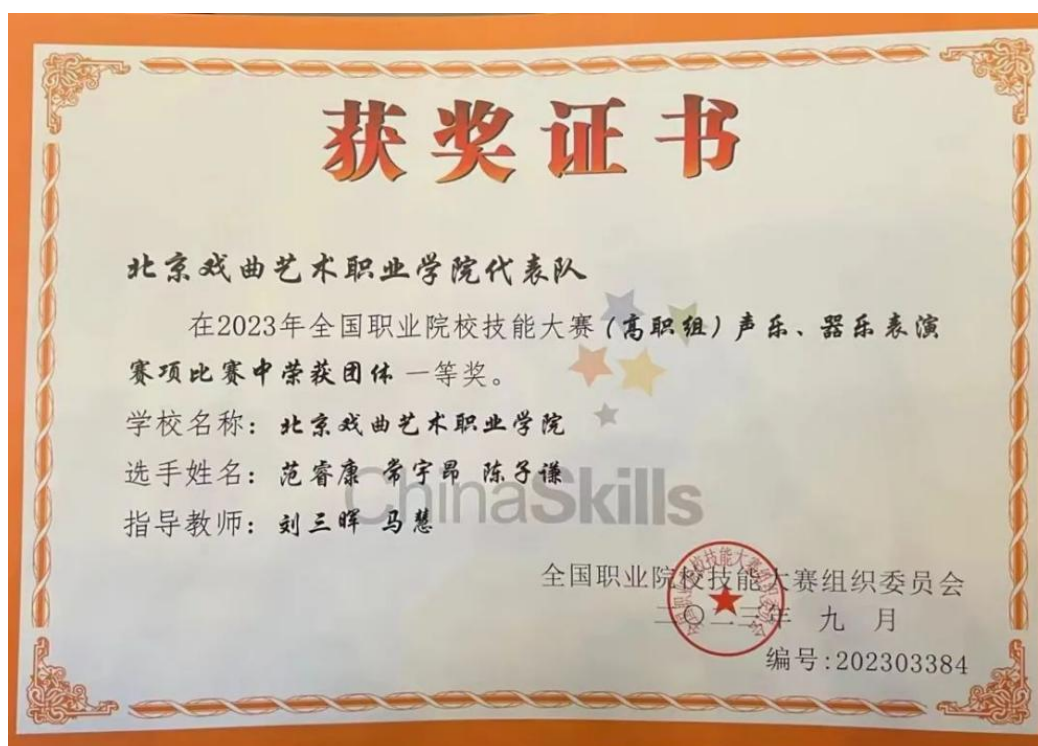 获奖证书
北京戏曲艺术职业学院代表队
在2023年全国职业院校技能大赛(高职组)声乐、器乐表演
赛项比赛中荣获团体 一等奖。
学校名称:北京戏曲艺术职业学院
选手姓名:范睿康 常宇昂 陈子谦
指导教师:刘三晖 马慧
ChinaSkills
全国职业院校技能大赛组织委员会
二〇二三年 九 月
编号:202303384